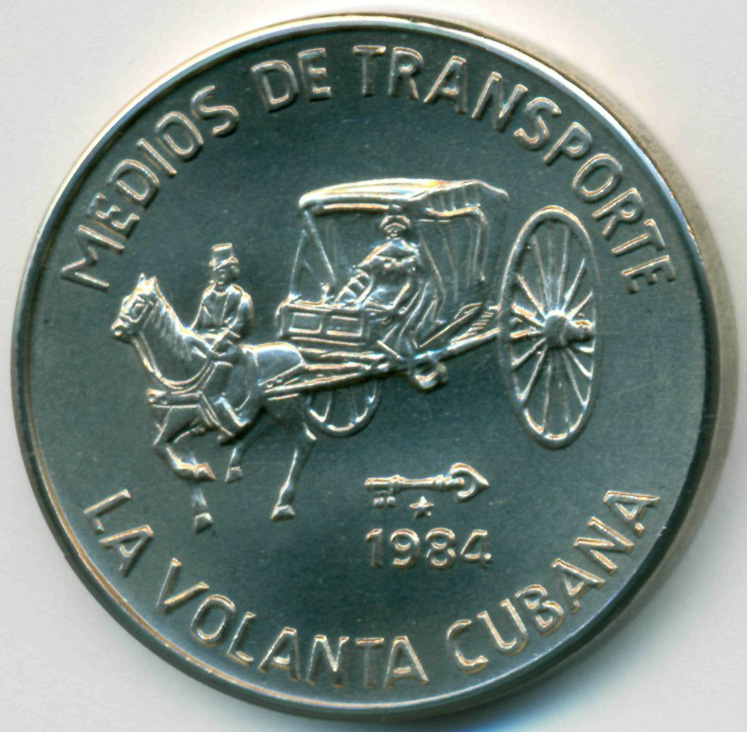 MEDIOS DE TRANSPORTE
1984
LA VOLANTA CUBANA